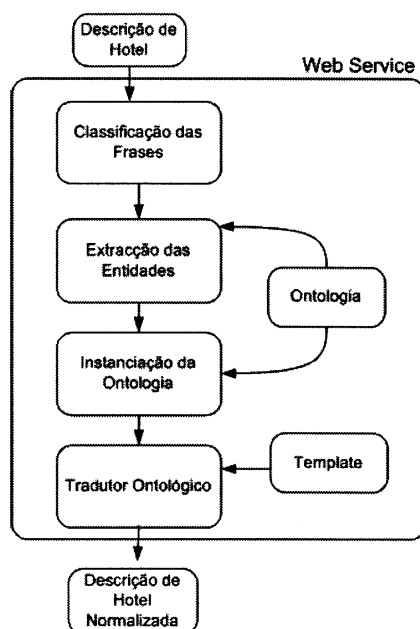 Descrição de
Hotel
Web Service
Classificação das
Frases
Extracção das
Entidades
Ontologia
Instanciação da
Ontologia
Tradutor Ontológico
Template
Descrição de
Hotel
Normalizada